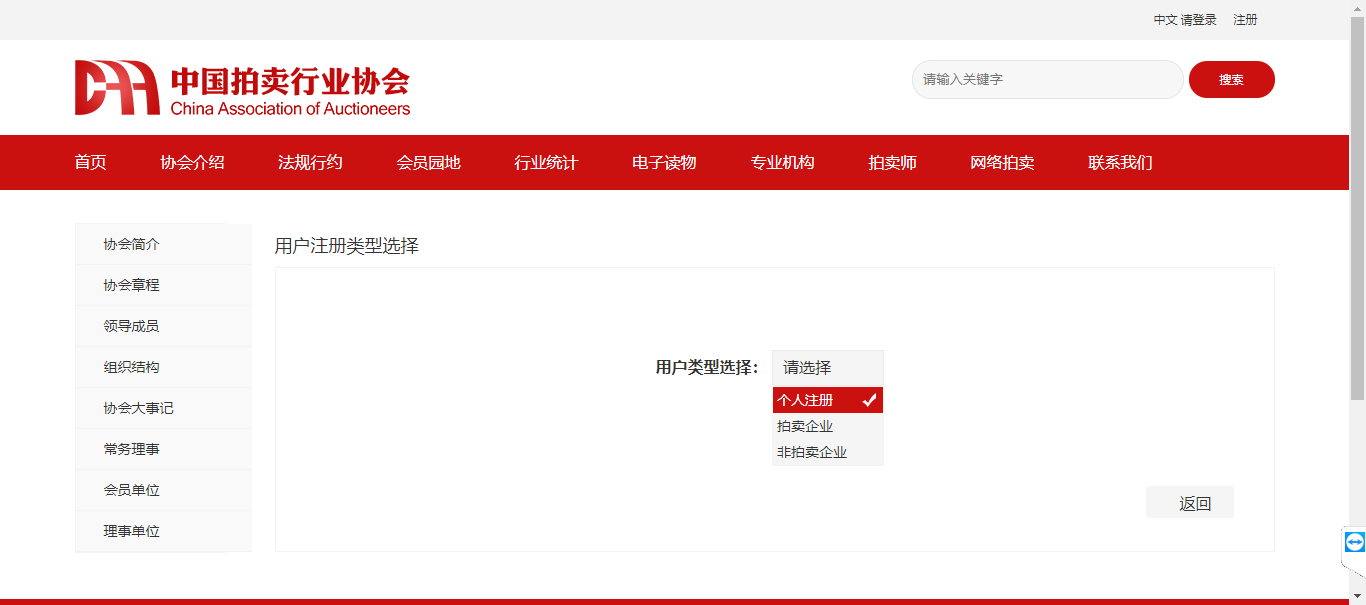 中文 请登录 注册
中国拍卖行业协会
China Association of Auctioneers
请输入关键字
搜索
首页 协会介绍 法规行约 会员园地 行业统计 电子读物 专业机构 拍卖师 网络拍卖 联系我们
协会简介
协会章程
领导成员
组织结构
协会大事记
常务理事
会员单位
理事单位
用户注册类型选择
用户类型选择： 请选择
个人注册
拍卖企业
非拍卖企业
返回